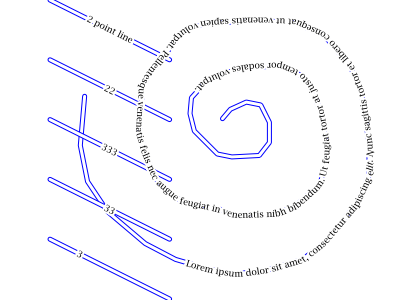 2 point line
22
333
33
3
Lorem ipsum dolor sit amet, consectetur adipiscing elit. Nunc sagittis tortor et libero consequat ut venenatis sapien volutpat. Pellentesque venenatis felis nec augue feugiat in venenatis nibh bibendum. Ut feugiat tortor at justo tempor sodales volutpat